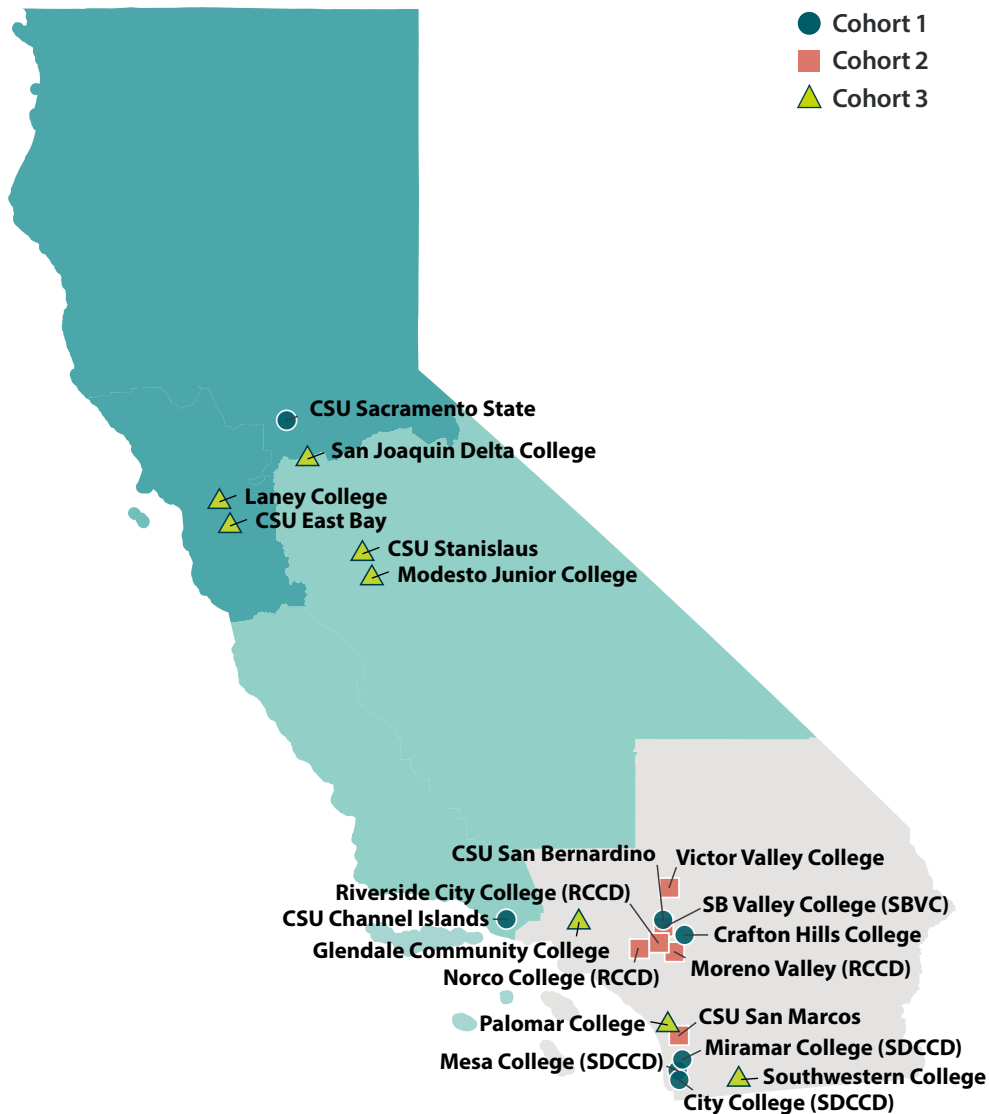 Cohort 1
Cohort 2
Cohort 3
CSU Sacramento State
San Joaquin Delta College
Laney College
CSU East Bay
CSU Stanislaus
Modesto Junior College
CSU San Bernardino
Victor Valley College
Riverside City College (RCCD)
SB Valley College (SBVC)
CSU Channel Islands
Crafton Hills College
Glendale Community College
Moreno Valley (RCCD)
Norco College (RCCD)
CSU San Marcos
Palomar College
Miramar College (SDCCD)
Mesa College (SDCCD)
Southwestern College
City College (SDCCD)